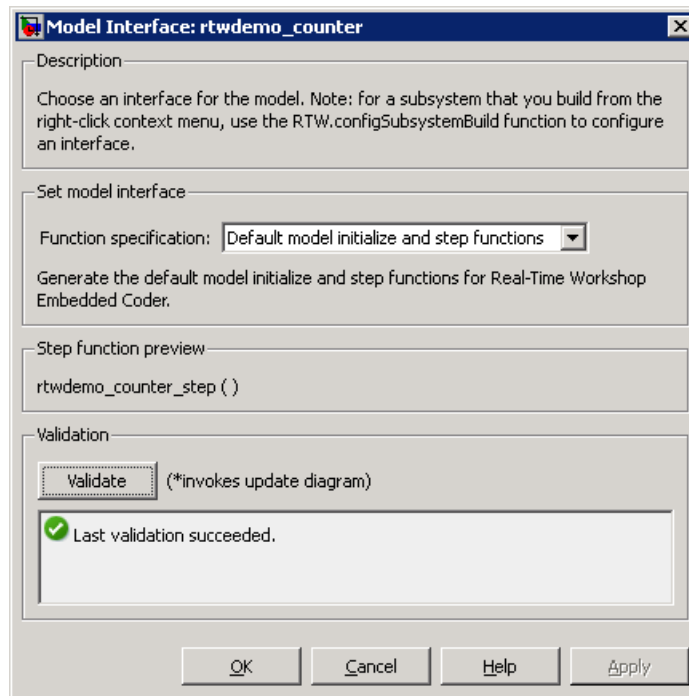 Model Interface: rtwdemo_counter
Description
Choose an interface for the model. Note: for a subsystem that you build from the
right-click context menu, use the RTW.configSubsystemBuild function to configure
an interface.
Set model interface
Function specification: Default model initialize and step functions
Generate the default model initialize and step functions for Real-Time Workshop
Embedded Coder.
Step function preview
rtwdemo_counter_step ( )
Validation
Validate (*invokes update diagram)
Last validation succeeded.
OK Cancel Help Apply